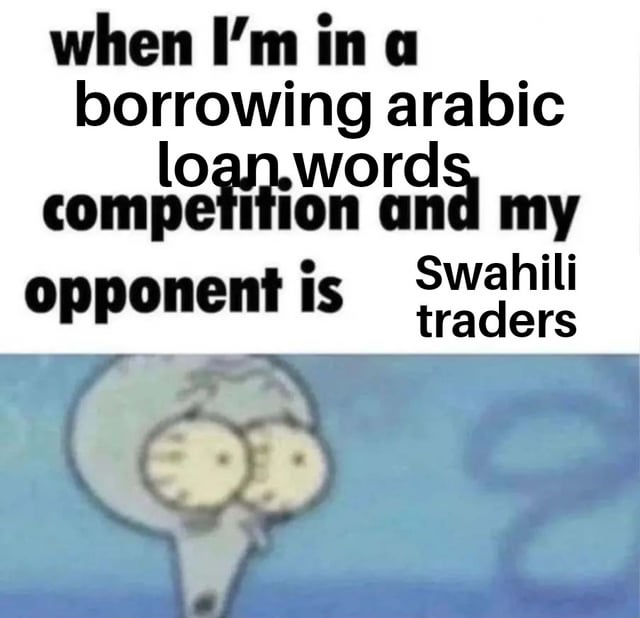 when I'm in a
borrowing arabic
loan words
competition and my
opponent is Swahili
traders